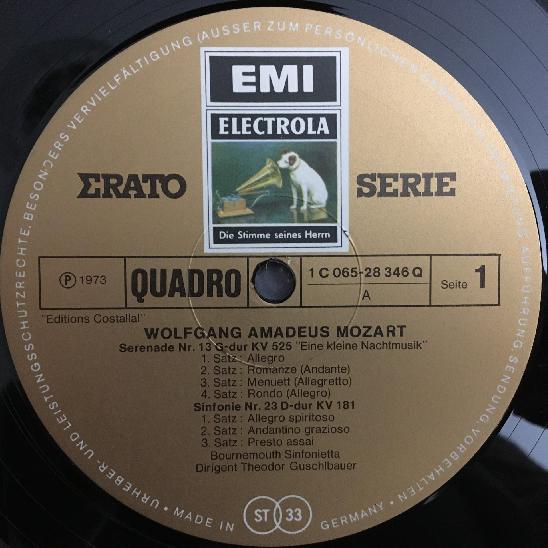 URHEBER- UND LEISTUNGSSCHUTZRECHTE, BESONDERS VERVIELFÄLTIGUNG (AUSSER ZUM PERSÖNLICHEN
AUFFÜHRUNG, SENDUNG VORBEHALTEN
EMI
ELECTROLA
Die Stimme seines Herrn
ΣRATO SERIE
℗ 1973 QUADRO 1 C 065-28 346 Q
A
Seite 1
"Editions Costallat"
WOLFGANG AMADEUS MOZART
Serenade Nr. 13 G-dur KV 525 "Eine kleine Nachtmusik"
1. Satz: Allegro
2. Satz: Romanze (Andante)
3. Satz: Menuett (Allegretto)
4. Satz: Rondo (Allegro)
Sinfonie Nr. 23 D-dur KV 181
1. Satz: Allegro spiritoso
2. Satz: Andantino grazioso
3. Satz: Presto assai
Bournemouth Sinfonietta
Dirigent Theodor Guschlbauer
• MADE IN GERMANY •
ST 33